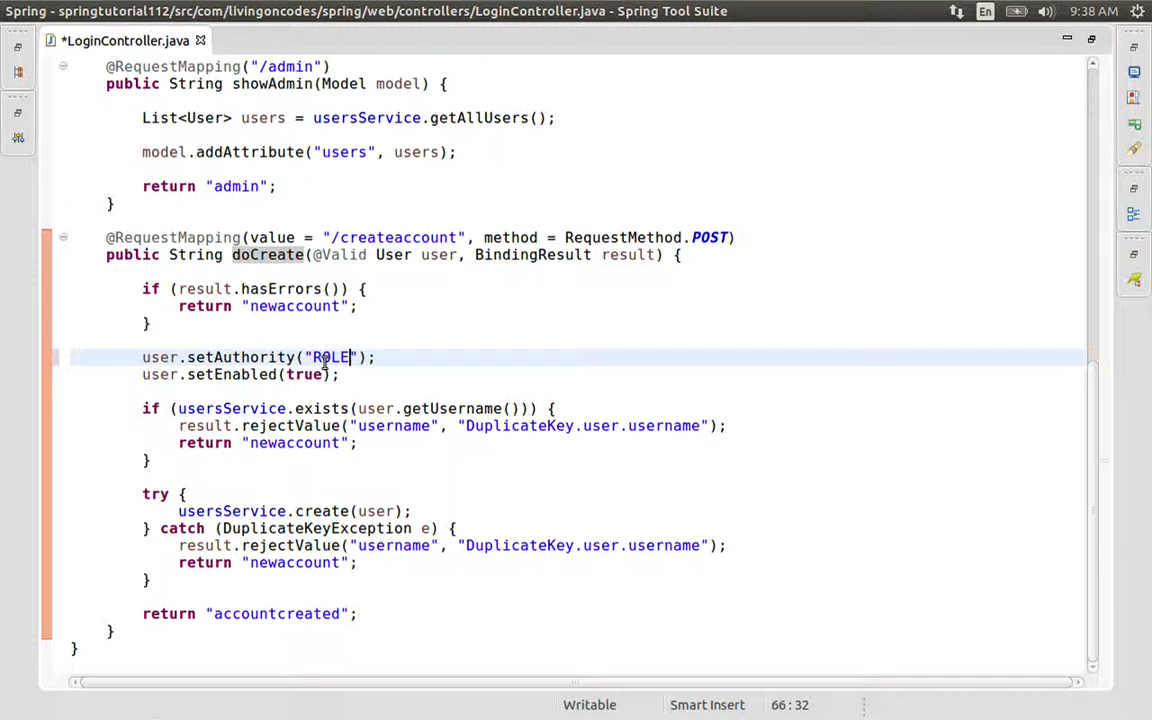 Spring - springtutorial112/src/com/livingoncodes/spring/web/controllers/LoginController.java - Spring Tool Suite
En
9:38 AM
*LoginController.java
@RequestMapping("/admin")
public String showAdmin(Model model) {
List<User> users = usersService.getAllUsers();
model.addAttribute("users", users);
return "admin";
}
@RequestMapping(value = "/createaccount", method = RequestMethod.POST)
public String doCreate(@Valid User user, BindingResult result) {
if (result.hasErrors()) {
return "newaccount";
}
user.setAuthority("ROLE");
user.setEnabled(true);
if (usersService.exists(user.getUsername())) {
result.rejectValue("username", "DuplicateKey.user.username");
return "newaccount";
}
try {
usersService.create(user);
} catch (DuplicateKeyException e) {
result.rejectValue("username", "DuplicateKey.user.username");
return "newaccount";
}
return "accountcreated";
}
}
Writable
Smart Insert
66 : 32